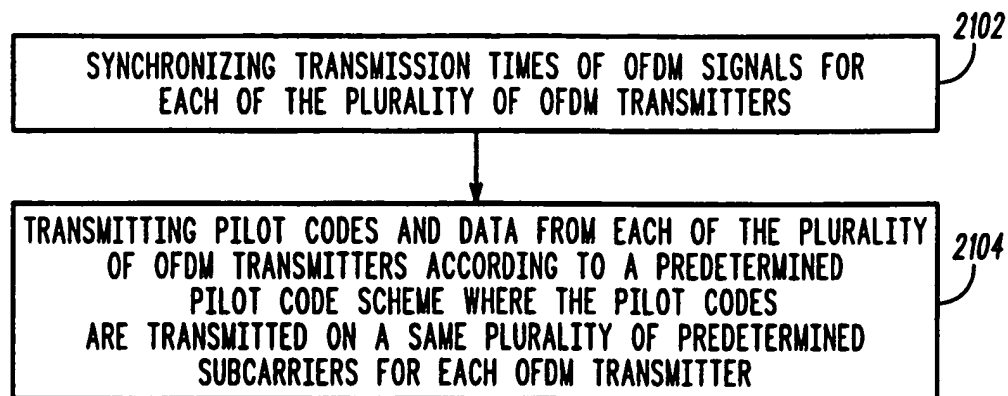 2102
SYNCHRONIZING TRANSMISSION TIMES OF OFDM SIGNALS FOR
EACH OF THE PLURALITY OF OFDM TRANSMITTERS
TRANSMITTING PILOT CODES AND DATA FROM EACH OF THE PLURALITY
OF OFDM TRANSMITTERS ACCORDING TO A PREDETERMINED
2104
PILOT CODE SCHEME WHERE THE PILOT CODES
ARE TRANSMITTED ON A SAME PLURALITY OF PREDETERMINED
SUBCARRIERS FOR EACH OFDM TRANSMITTER